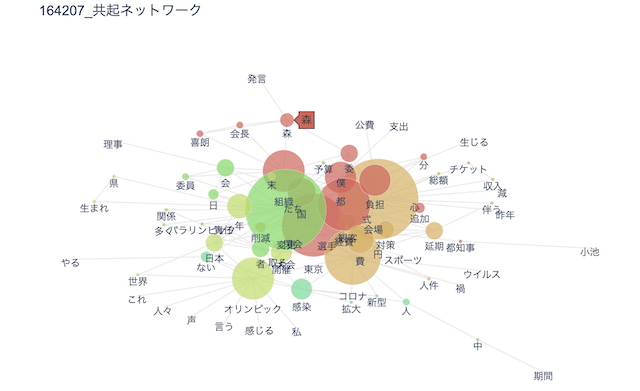 164207_共起ネットワーク
発言
森
森
公費
支出
喜朗
会長
理事
生じる
分
予算
委
チケット
県
委員
会
末
僕
総額
収入
減
生まれ
日
組織
たち
国
都
負担
心
追加
伴う
昨年
関係
多く
パラリンピック
年
式
会場
削減
選手
観客
対策
延期
都知事
小池
やる
日本
ない
者
開催
東京
費
円
スポーツ
世界
ウイルス
これ
人件
禍
人々
オリンピック
感染
コロナ
新型
拡大
人
声
言う
感じる
私
中
期間